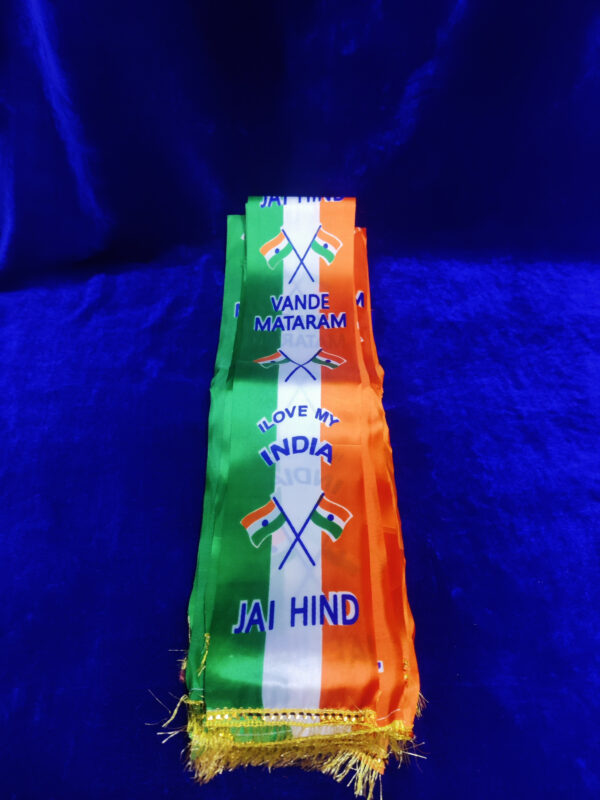 JAI HIND
VANDE
MATARAM
I LOVE MY
INDIA
JAI HIND